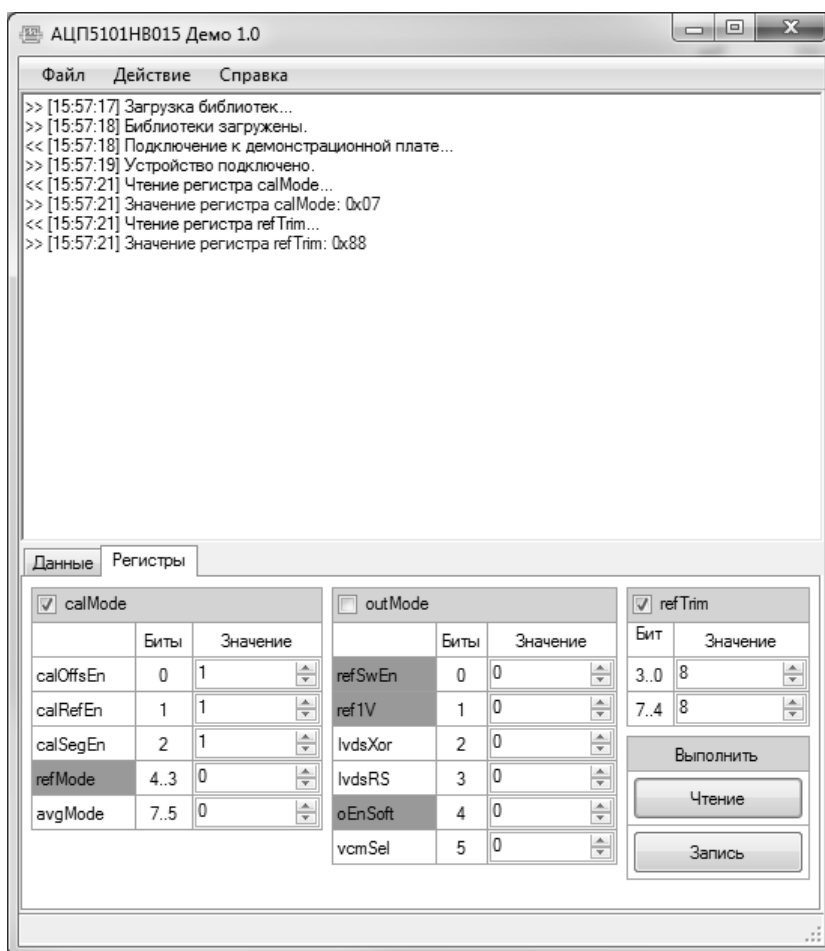 АЦП5101НВ015 Демо 1.0
Файл Действие Справка
>> [15:57:17] Загрузка библиотек...
>> [15:57:18] Библиотеки загружены.
<< [15:57:18] Подключение к демонстрационной плате...
>> [15:57:19] Устройство подключено.
<< [15:57:21] Чтение регистра calMode...
>> [15:57:21] Значение регистра calMode: 0x07
<< [15:57:21] Чтение регистра refTrim...
>> [15:57:21] Значение регистра refTrim: 0x88
Данные Регистры
calMode
Биты Значение
calOffsEn 0 1
calRefEn 1 1
calSegEn 2 1
refMode 4..3 0
avgMode 7..5 0
outMode
Биты Значение
refSwEn 0 0
ref1V 1 0
lvdsXor 2 0
lvdsRS 3 0
oEnSoft 4 0
vcmSel 5 0
refTrim
Бит Значение
3..0 8
7..4 8
Выполнить
Чтение
Запись